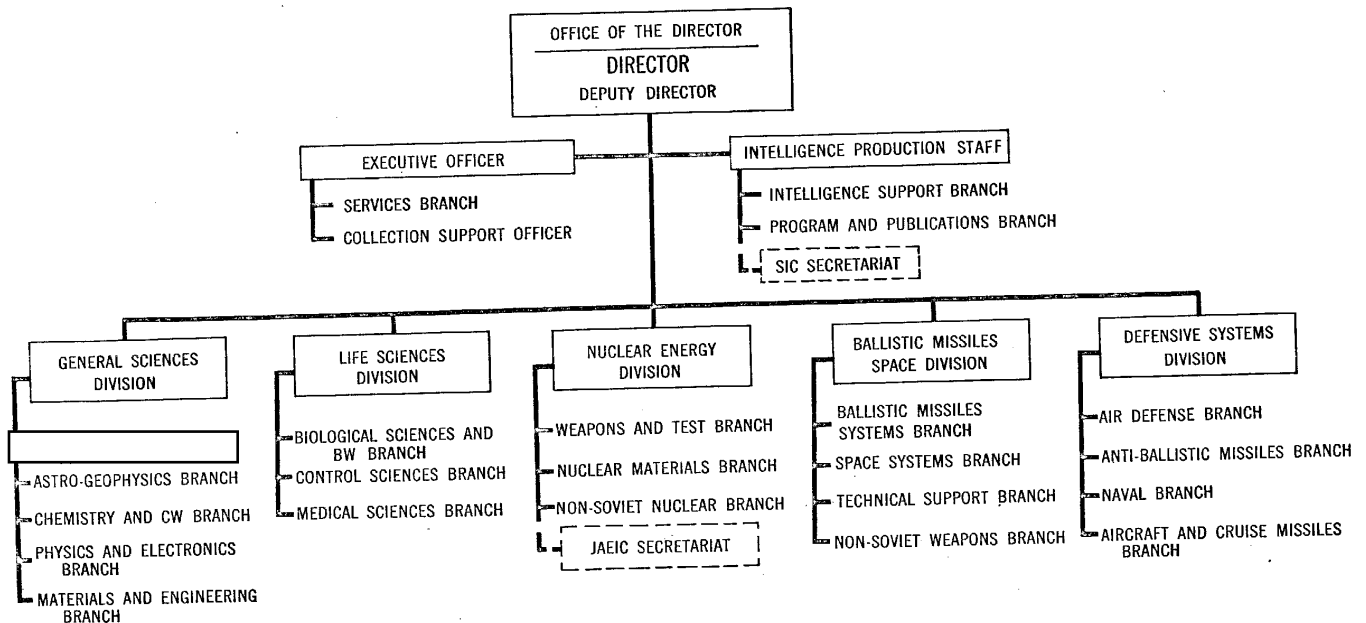 OFFICE OF THE DIRECTOR
DIRECTOR
DEPUTY DIRECTOR
EXECUTIVE OFFICER
SERVICES BRANCH
COLLECTION SUPPORT OFFICER
INTELLIGENCE PRODUCTION STAFF
INTELLIGENCE SUPPORT BRANCH
PROGRAM AND PUBLICATIONS BRANCH
SIC SECRETARIAT
GENERAL SCIENCES
DIVISION
ASTRO-GEOPHYSICS BRANCH
CHEMISTRY AND CW BRANCH
PHYSICS AND ELECTRONICS
BRANCH
MATERIALS AND ENGINEERING
BRANCH
LIFE SCIENCES
DIVISION
BIOLOGICAL SCIENCES AND
BW BRANCH
CONTROL SCIENCES BRANCH
MEDICAL SCIENCES BRANCH
NUCLEAR ENERGY
DIVISION
WEAPONS AND TEST BRANCH
NUCLEAR MATERIALS BRANCH
NON-SOVIET NUCLEAR BRANCH
JAEIC SECRETARIAT
BALLISTIC MISSILES
SPACE DIVISION
BALLISTIC MISSILES
SYSTEMS BRANCH
SPACE SYSTEMS BRANCH
TECHNICAL SUPPORT BRANCH
NON-SOVIET WEAPONS BRANCH
DEFENSIVE SYSTEMS
DIVISION
AIR DEFENSE BRANCH
ANTI-BALLISTIC MISSILES BRANCH
NAVAL BRANCH
AIRCRAFT AND CRUISE MISSILES
BRANCH